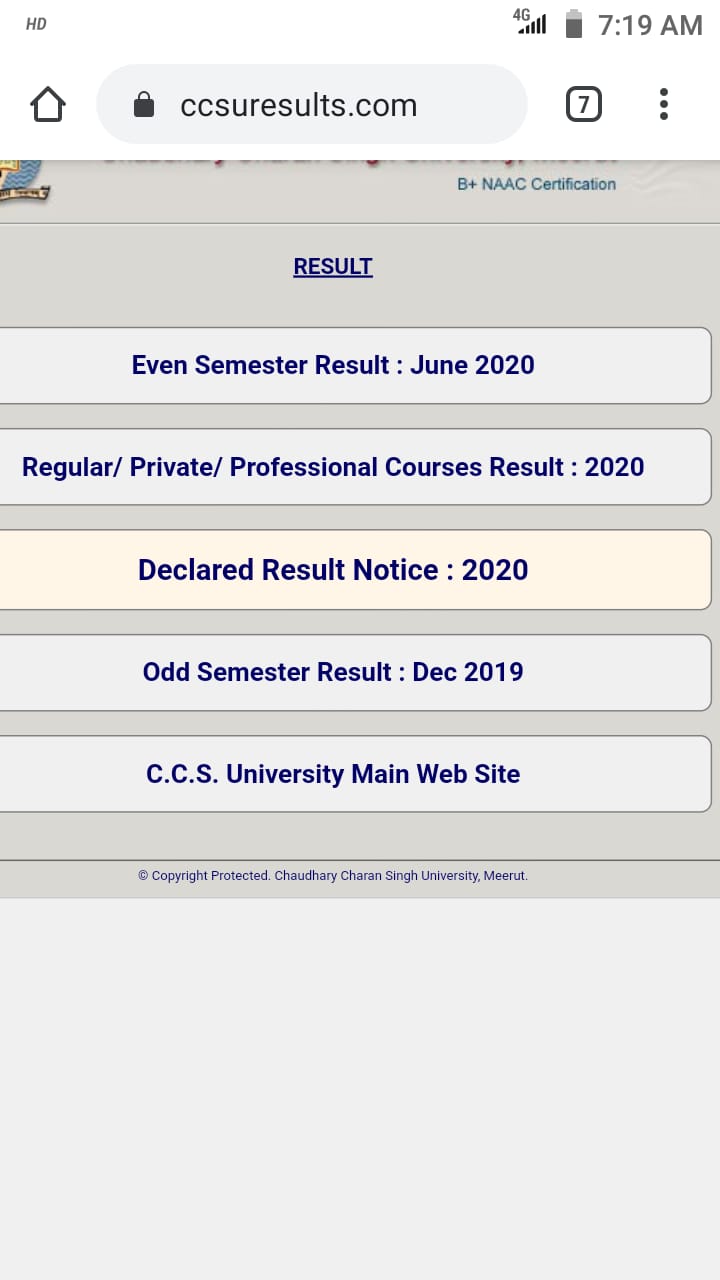 HD
4G
7:19 AM
ccsuresults.com
7
B+ NAAC Certification
RESULT
Even Semester Result : June 2020
Regular/ Private/ Professional Courses Result : 2020
Declared Result Notice : 2020
Odd Semester Result : Dec 2019
C.C.S. University Main Web Site
© Copyright Protected. Chaudhary Charan Singh University, Meerut.